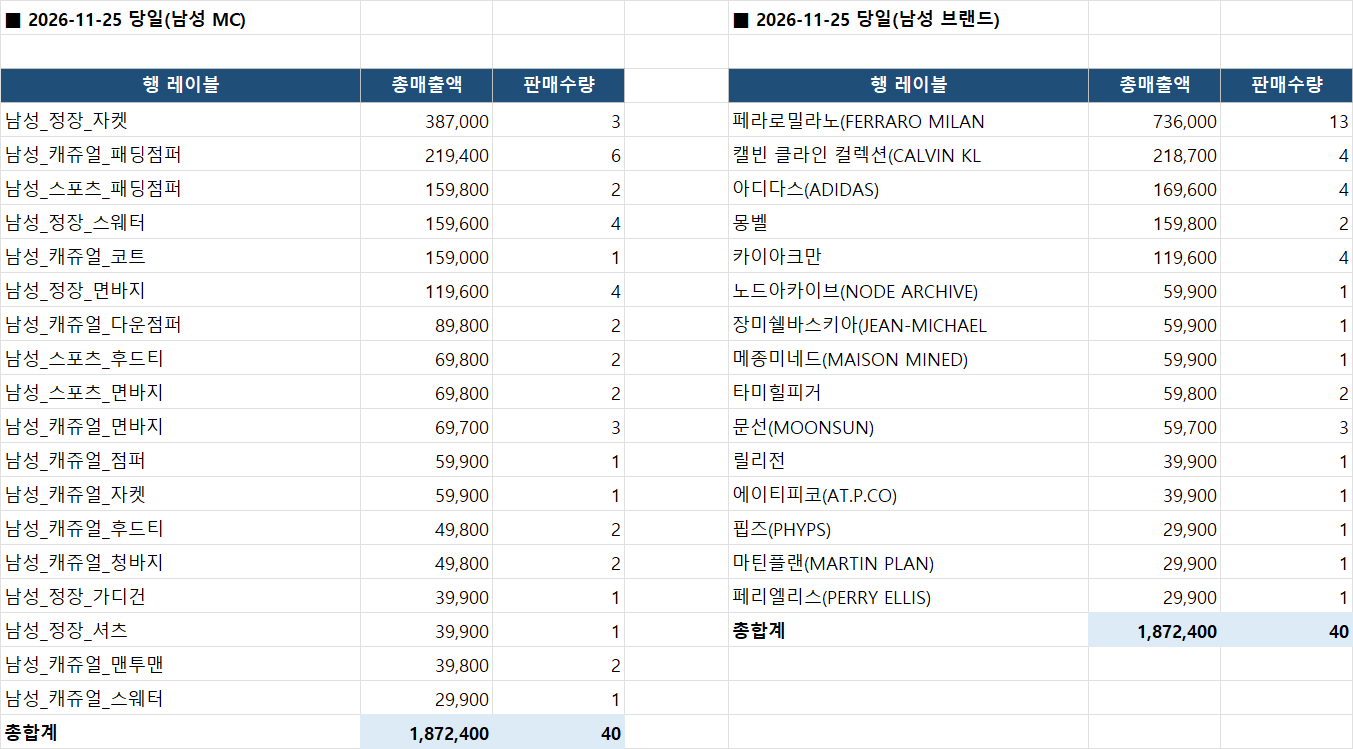 ■ 2026-11-25 당일(남성 MC)
행 레이블 총매출액 판매수량
남성_정장_자켓 387,000 3
남성_캐쥬얼_패딩점퍼 219,400 6
남성_스포츠_패딩점퍼 159,800 2
남성_정장_스웨터 159,600 4
남성_캐쥬얼_코트 159,000 1
남성_정장_면바지 119,600 4
남성_캐쥬얼_다운점퍼 89,800 2
남성_스포츠_후드티 69,800 2
남성_스포츠_면바지 69,800 2
남성_캐쥬얼_면바지 69,700 3
남성_캐쥬얼_점퍼 59,900 1
남성_캐쥬얼_자켓 59,900 1
남성_캐쥬얼_후드티 49,800 2
남성_캐쥬얼_청바지 49,800 2
남성_정장_가디건 39,900 1
남성_정장_셔츠 39,900 1
남성_캐쥬얼_맨투맨 39,800 2
남성_캐쥬얼_스웨터 29,900 1
총합계 1,872,400 40
■ 2026-11-25 당일(남성 브랜드)
행 레이블 총매출액 판매수량
페라로밀라노(FERRARO MILAN 736,000 13
캘빈 클라인 컬렉션(CALVIN KL 218,700 4
아디다스(ADIDAS) 169,600 4
몽벨 159,800 2
카이아크만 119,600 4
노드아카이브(NODE ARCHIVE) 59,900 1
장미쉘바스키아(JEAN-MICHAEL 59,900 1
메종미네드(MAISON MINED) 59,900 1
타미힐피거 59,800 2
문선(MOONSUN) 59,700 3
릴리전 39,900 1
에이티피코(AT.P.CO) 39,900 1
핍즈(PHYPS) 29,900 1
마틴플랜(MARTIN PLAN) 29,900 1
페리엘리스(PERRY ELLIS) 29,900 1
총합계 1,872,400 40